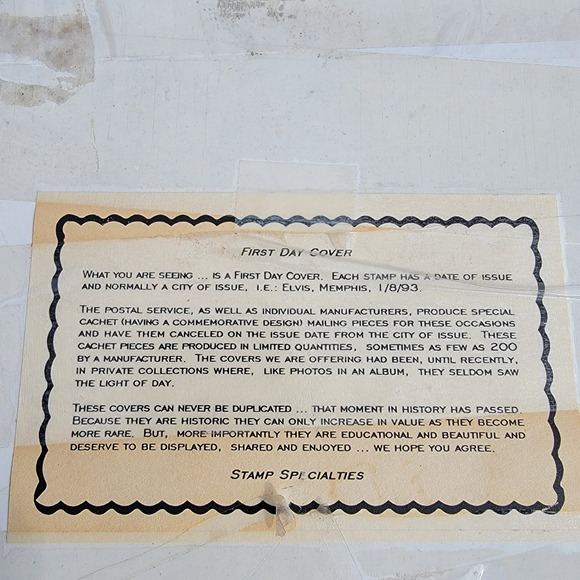 FIRST DAY COVER
WHAT YOU ARE SEEING ... IS A FIRST DAY COVER. EACH STAMP HAS A DATE OF ISSUE
AND NORMALLY A CITY OF ISSUE, I.E.: ELVIS, MEMPHIS, 1/8/93.
THE POSTAL SERVICE, AS WELL AS INDIVIDUAL MANUFACTURERS, PRODUCE SPECIAL
CACHET (HAVING A COMMEMORATIVE DESIGN) MAILING PIECES FOR THESE OCCASIONS
AND HAVE THEM CANCELED ON THE ISSUE DATE FROM THE CITY OF ISSUE. THESE
CACHET PIECES ARE PRODUCED IN LIMITED QUANTITIES, SOMETIMES AS FEW AS 200
BY A MANUFACTURER. THE COVERS WE ARE OFFERING HAD BEEN, UNTIL RECENTLY,
IN PRIVATE COLLECTIONS WHERE, LIKE PHOTOS IN AN ALBUM, THEY SELDOM SAW
THE LIGHT OF DAY.
THESE COVERS CAN NEVER BE DUPLICATED ... THAT MOMENT IN HISTORY HAS PASSED.
BECAUSE THEY ARE HISTORIC THEY CAN ONLY INCREASE IN VALUE AS THEY BECOME
MORE RARE. BUT, MORE IMPORTANTLY THEY ARE EDUCATIONAL AND BEAUTIFUL AND
DESERVE TO BE DISPLAYED, SHARED AND ENJOYED ... WE HOPE YOU AGREE.
STAMP SPECIALTIES